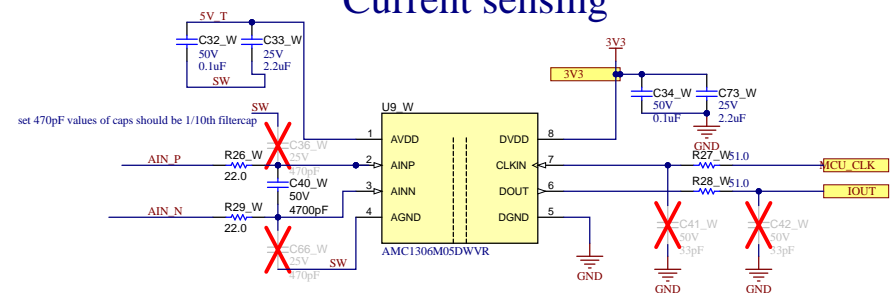 Current sensing
5V_T
C32_W
50V
0.1uF
C33_W
25V
2.2uF
SW
3V3
3V3
C34_W
50V
0.1uF
C73_W
25V
2.2uF
GND
set 470pF values of caps should be 1/10th filtercap
SW
C36_W
25V
470pF
U9_W
1 AVDD
2 AINP
3 AINN
4 AGND
DVDD 8
CLKIN 7
DOUT 6
DGND 5
AMC1306M05DWVR
AIN_P
R26_W
22.0
C40_W
50V
4700pF
AIN_N
R29_W
22.0
C66_W
25V
470pF
SW
R27_W 51.0
MCU_CLK
R28_W 51.0
IOUT
C41_W
50V
33pF
C42_W
50V
33pF
GND
GND
GND